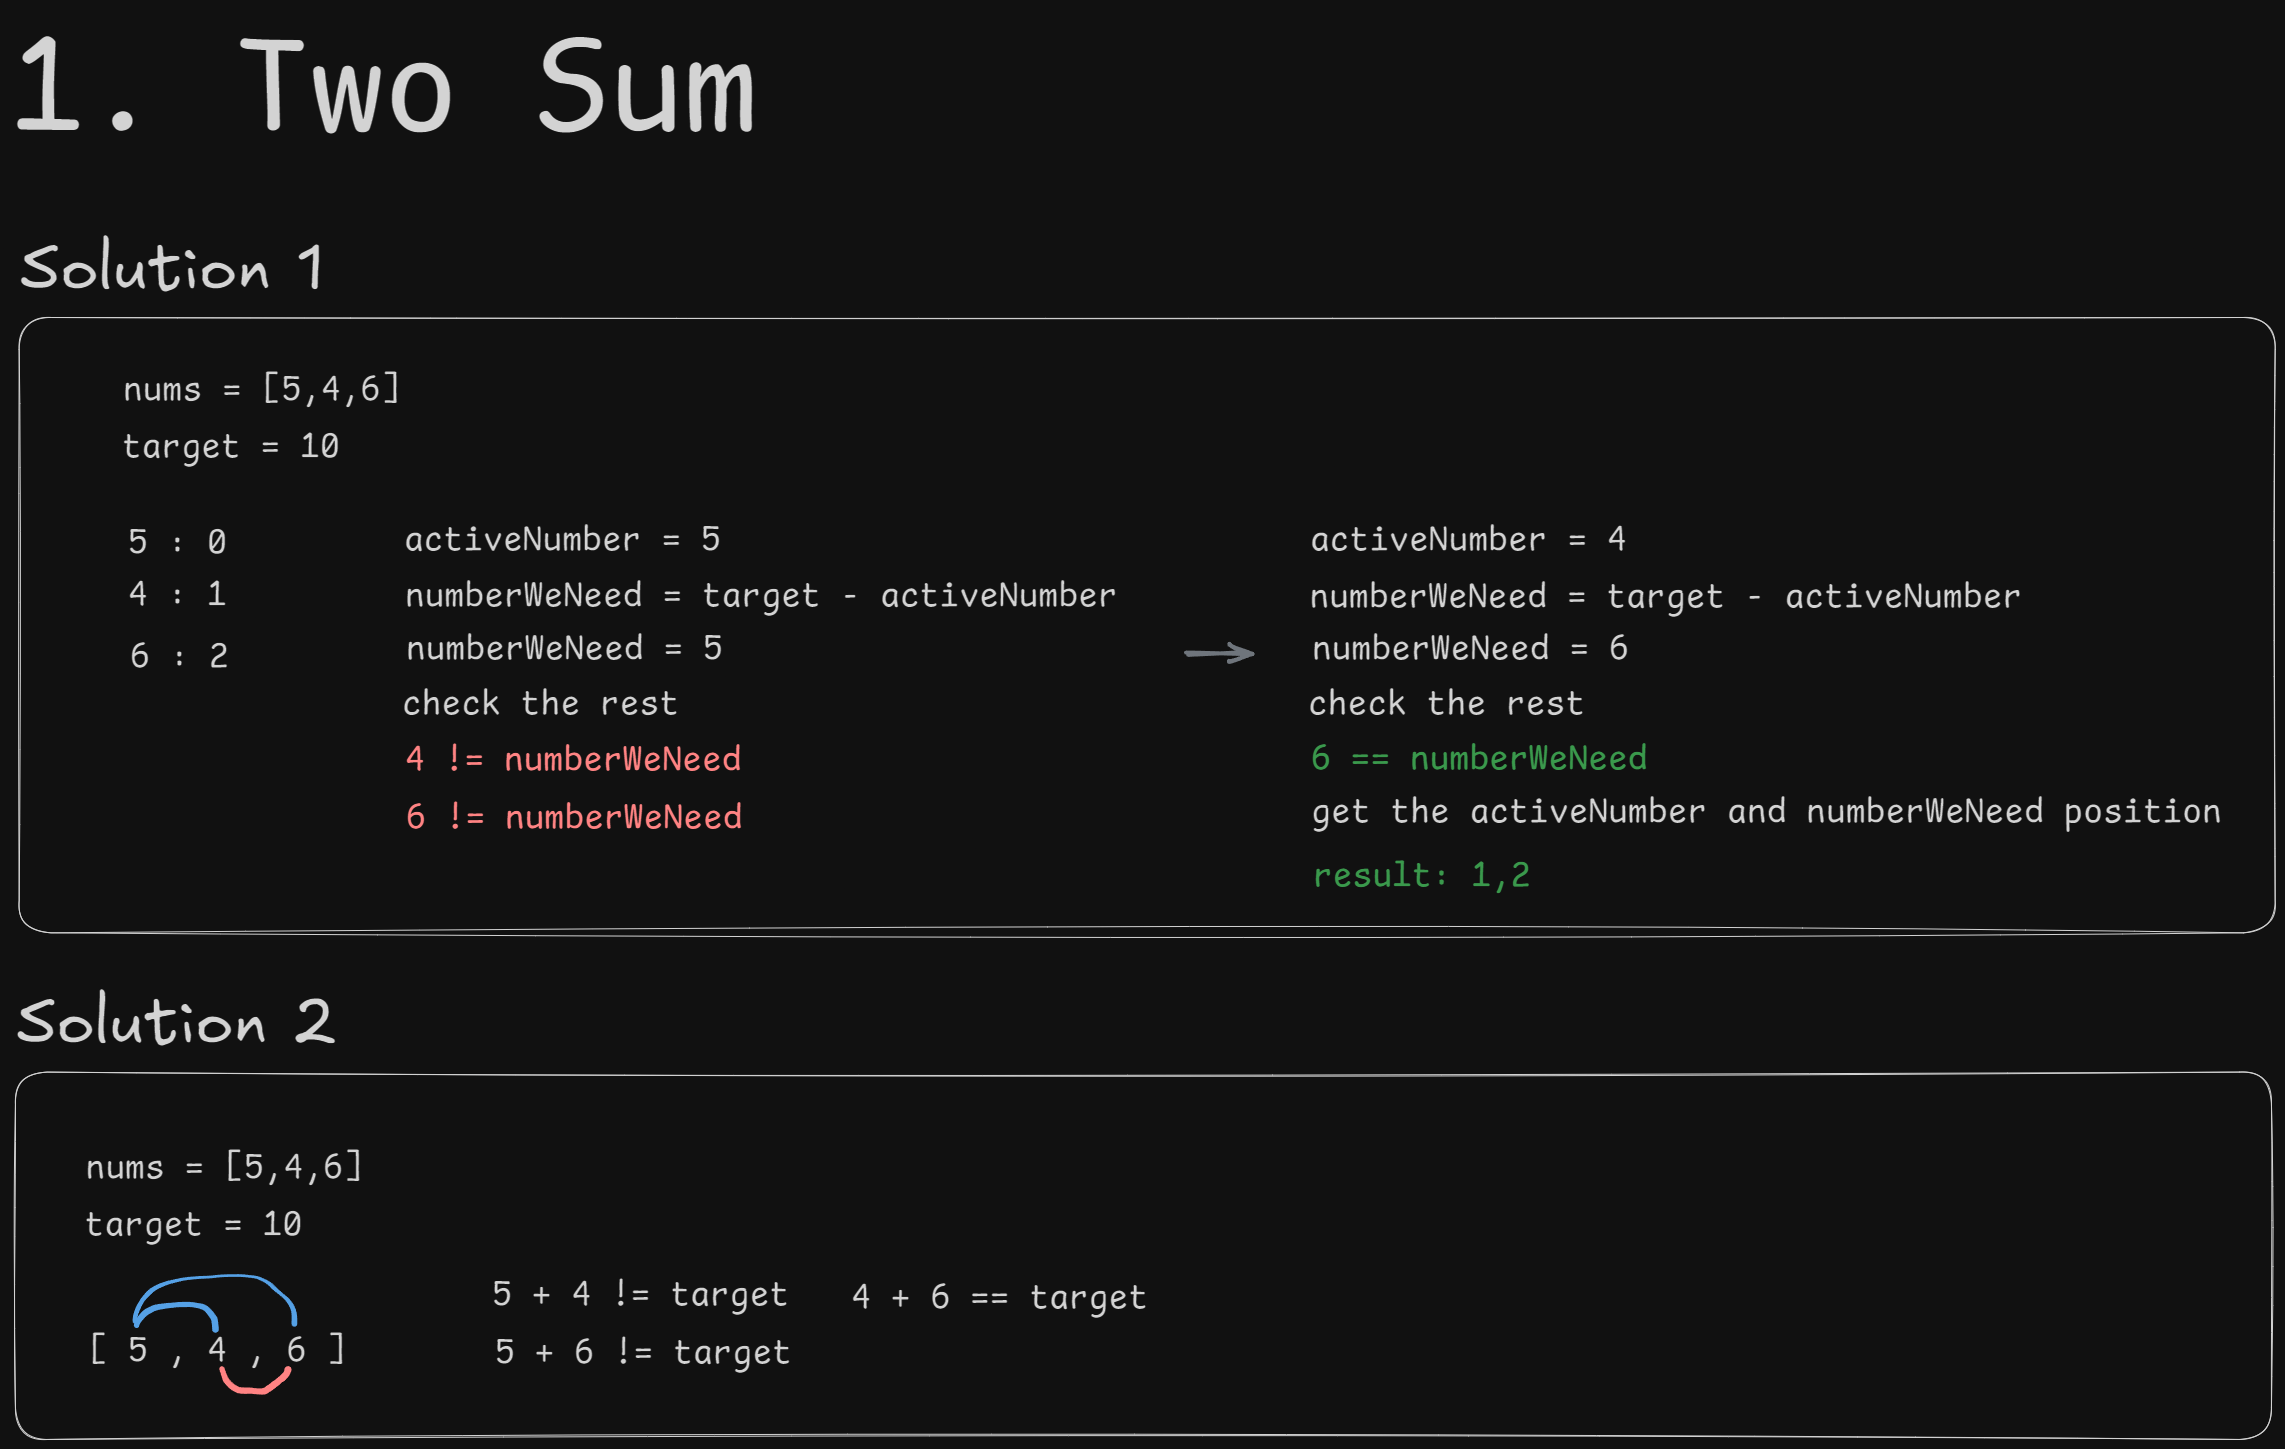 1. Two Sum
Solution 1
nums = [5,4,6]
target = 10
5 : 0
4 : 1
6 : 2
activeNumber = 5
numberWeNeed = target - activeNumber
numberWeNeed = 5
check the rest
4 != numberWeNeed
6 != numberWeNeed
activeNumber = 4
numberWeNeed = target - activeNumber
numberWeNeed = 6
check the rest
6 == numberWeNeed
get the activeNumber and numberWeNeed position
result: 1,2
Solution 2
nums = [5,4,6]
target = 10
[ 5 , 4 , 6 ]
5 + 4 != target
5 + 6 != target
4 + 6 == target